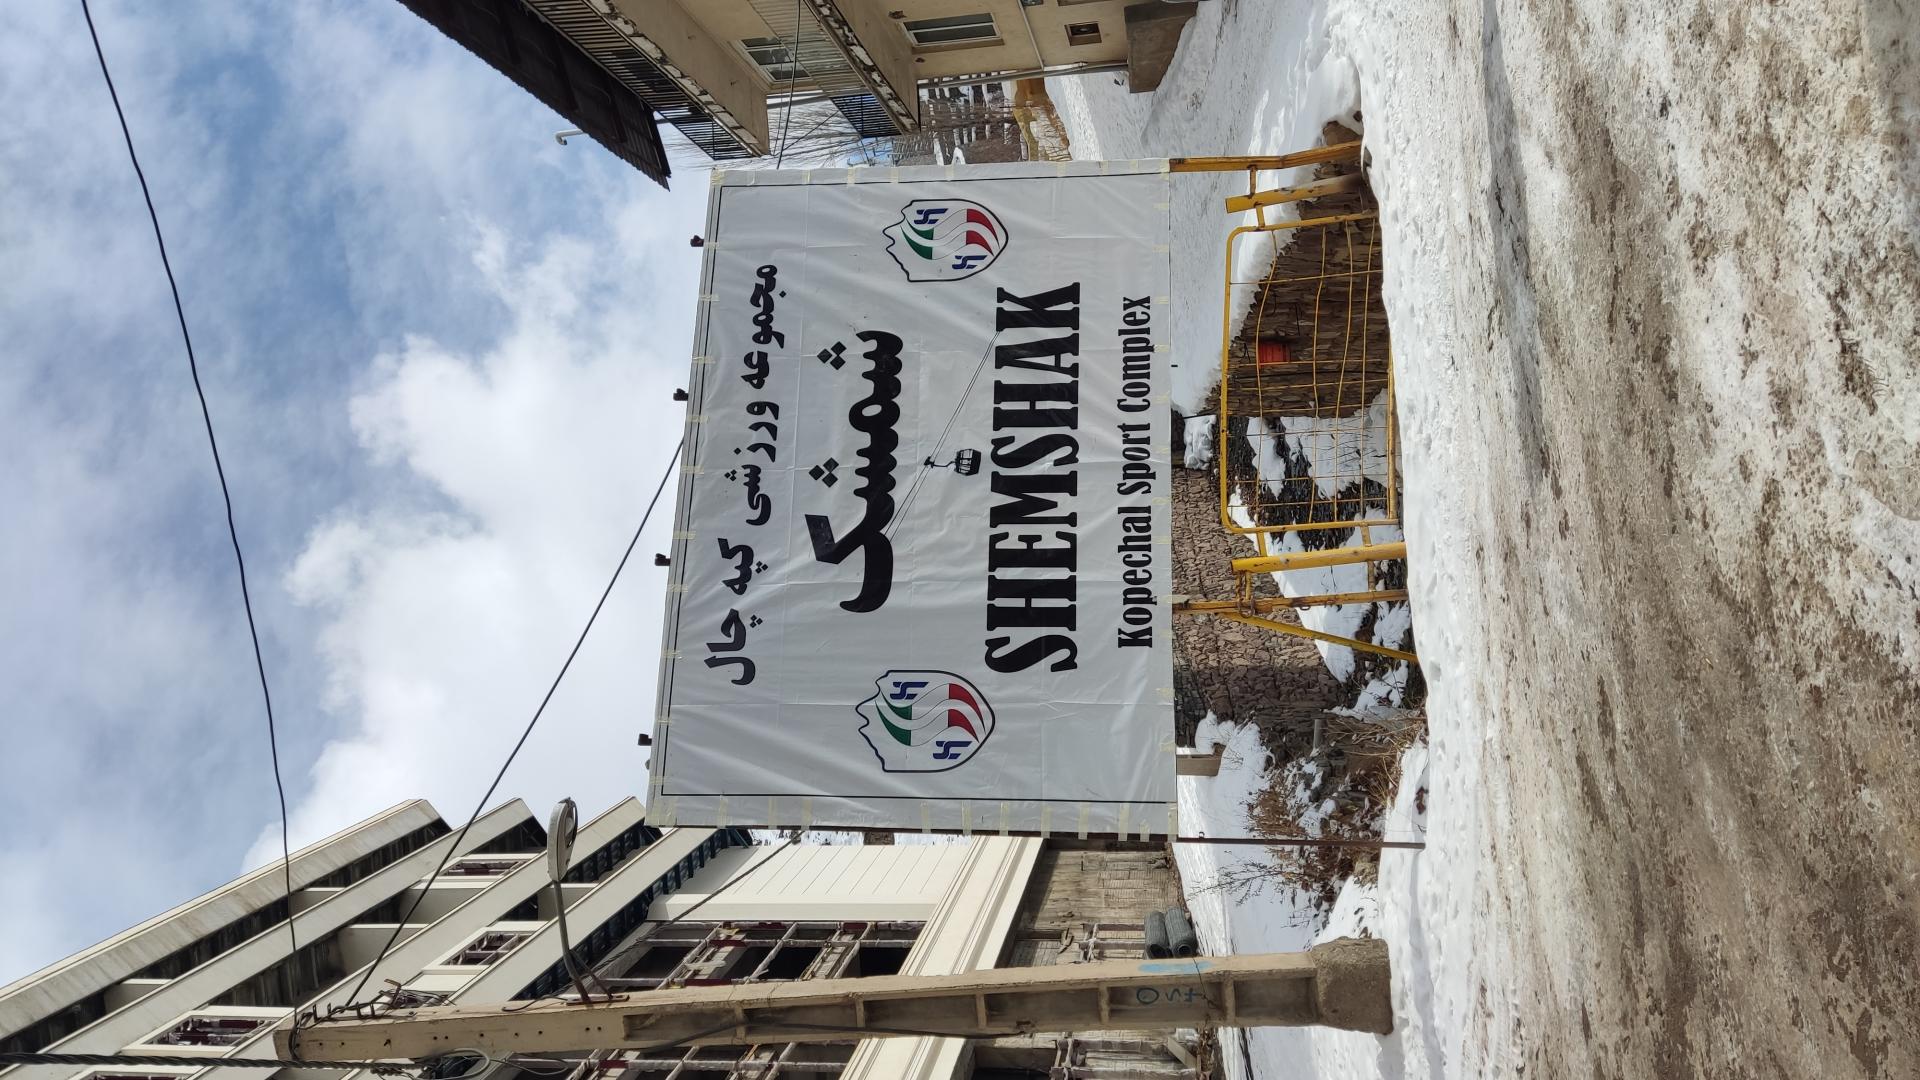 مجموعه ورزشی کپه چال
شمشک
SHEMSHAK
Kopechal Sport Complex